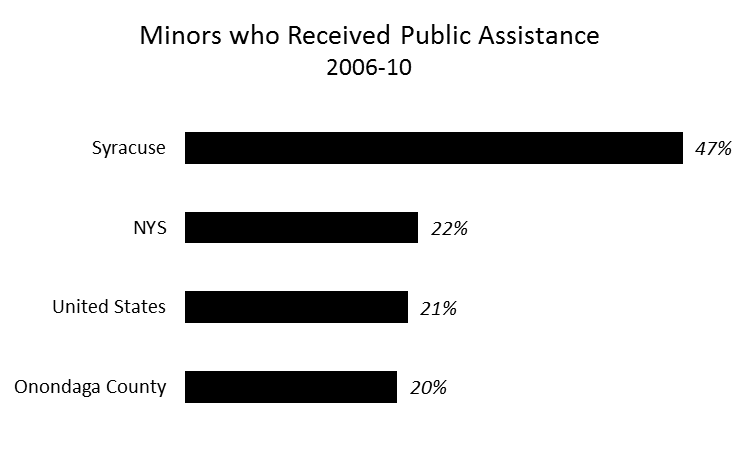 Minors who Received Public Assistance
2006-10
Syracuse 47%
NYS 22%
United States 21%
Onondaga County 20%